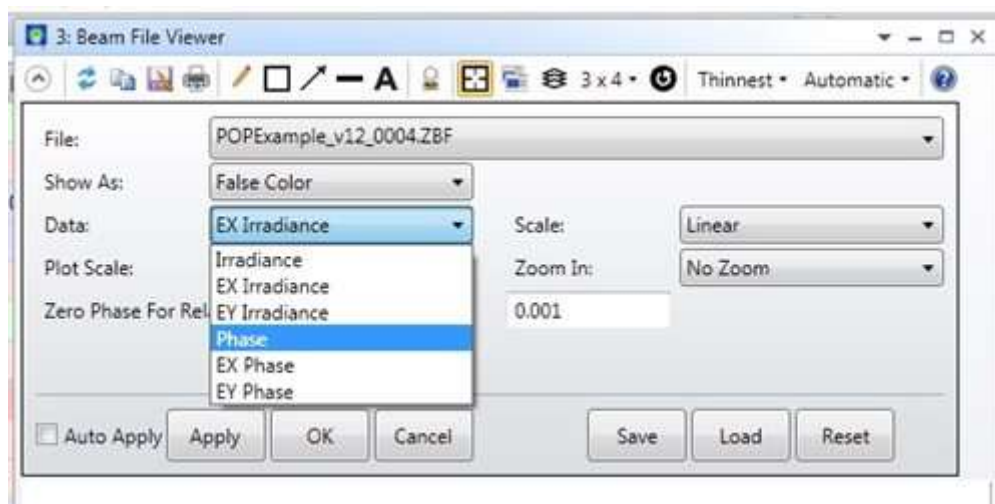 3: Beam File Viewer
A 3 x 4 Thinnest Automatic ?
File: POPExample_v12_0004.ZBF
Show As: False Color
Data: EX Irradiance Scale: Linear
Plot Scale: Irradiance Zoom In: No Zoom
EX Irradiance
Zero Phase For Rel EY Irradiance 0.001
Phase
EX Phase
EY Phase
Auto Apply Apply OK Cancel Save Load Reset